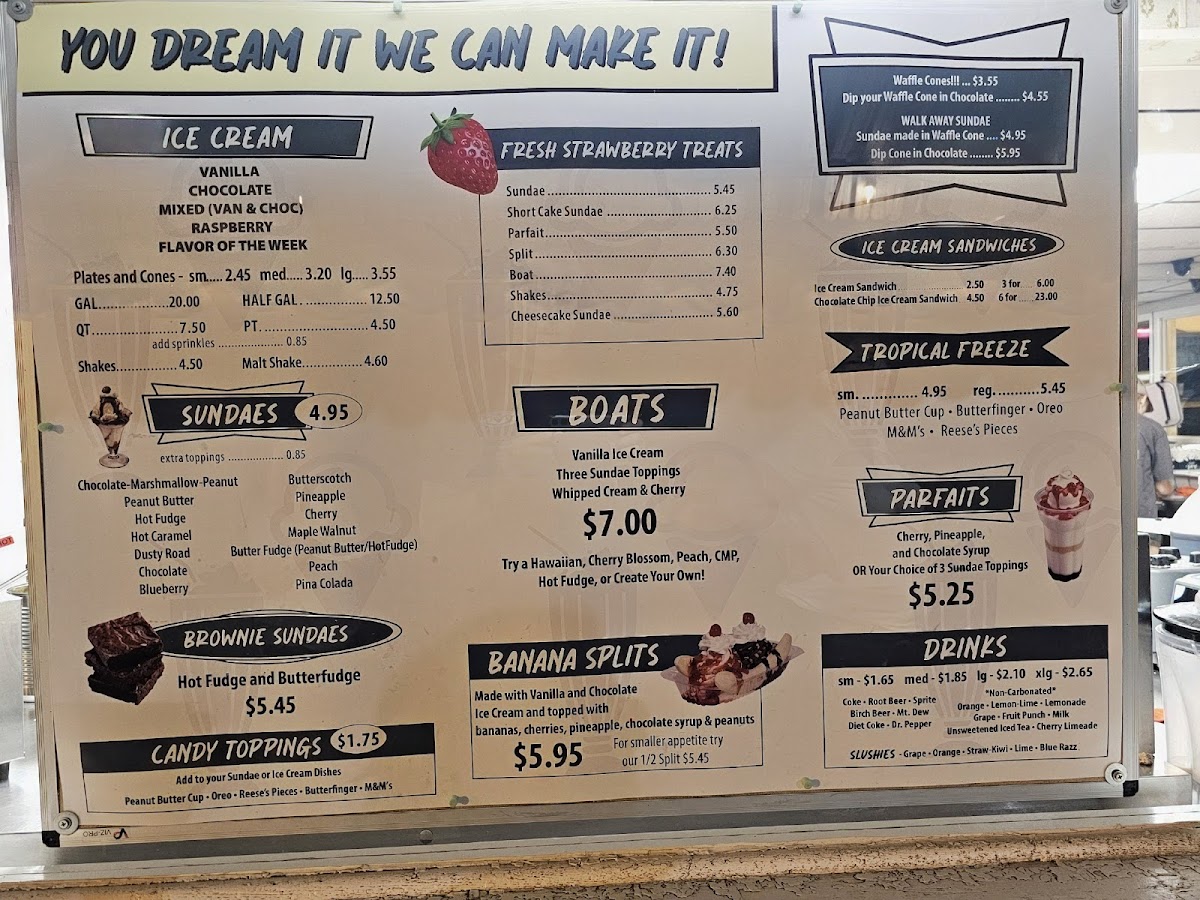 YOU DREAM IT WE CAN MAKE IT!
ICE CREAM
VANILLA
CHOCOLATE
MIXED (VAN & CHOC)
RASPBERRY
FLAVOR OF THE WEEK
Plates and Cones - sm..... 2.45 med..... 3.20 lg..... 3.55
GAL...................20.00 HALF GAL................12.50
QT.....................7.50 PT...........................4.50
add sprinkles .................... 0.85
Shakes..............4.50 Malt Shake..............4.60
SUNDAES 4.95
extra toppings .................. 0.85
Chocolate-Marshmallow-Peanut
Peanut Butter
Hot Fudge
Hot Caramel
Dusty Road
Chocolate
Blueberry
Butterscotch
Pineapple
Cherry
Maple Walnut
Butter Fudge (Peanut Butter/HotFudge)
Peach
Pina Colada
BROWNIE SUNDAES
Hot Fudge and Butterfudge
$5.45
CANDY TOPPINGS $1.75
Add to your Sundae or Ice Cream Dishes
Peanut Butter Cup • Oreo • Reese's Pieces • Butterfinger • M&M's
FRESH STRAWBERRY TREATS
Sundae........................................ 5.45
Short Cake Sundae ......................... 6.25
Parfait......................................... 5.50
Split............................................ 6.30
Boat............................................ 7.40
Shakes......................................... 4.75
Cheesecake Sundae ........................ 5.60
BOATS
Vanilla Ice Cream
Three Sundae Toppings
Whipped Cream & Cherry
$7.00
Try a Hawaiian, Cherry Blossom, Peach, CMP,
Hot Fudge, or Create Your Own!
BANANA SPLITS
Made with Vanilla and Chocolate
Ice Cream and topped with
bananas, cherries, pineapple, chocolate syrup & peanuts
$5.95 For smaller appetite try
our 1/2 Split $5.45
Waffle Cones!!! ... $3.55
Dip your Waffle Cone in Chocolate ........ $4.55
WALK AWAY SUNDAE
Sundae made in Waffle Cone .... $4.95
Dip Cone in Chocolate ........ $5.95
ICE CREAM SANDWICHES
Ice Cream Sandwich.................... 2.50 3 for..... 6.00
Chocolate Chip Ice Cream Sandwich 4.50 6 for..... 23.00
TROPICAL FREEZE
sm. ............. 4.95 reg. ...........5.45
Peanut Butter Cup • Butterfinger • Oreo
M&M's • Reese's Pieces
PARFAITS
Cherry, Pineapple,
and Chocolate Syrup
OR Your Choice of 3 Sundae Toppings
$5.25
DRINKS
sm - $1.65 med - $1.85 lg - $2.10 xlg - $2.65
Coke • Root Beer • Sprite
Birch Beer • Mt. Dew
Diet Coke • Dr. Pepper
*Non-Carbonated*
Orange • Lemon-Lime • Lemonade
Grape • Fruit Punch • Milk
Unsweetened Iced Tea • Cherry Limeade
SLUSHIES - Grape • Orange • Straw-Kiwi • Lime • Blue Razz
VIZ-PRO
HOT